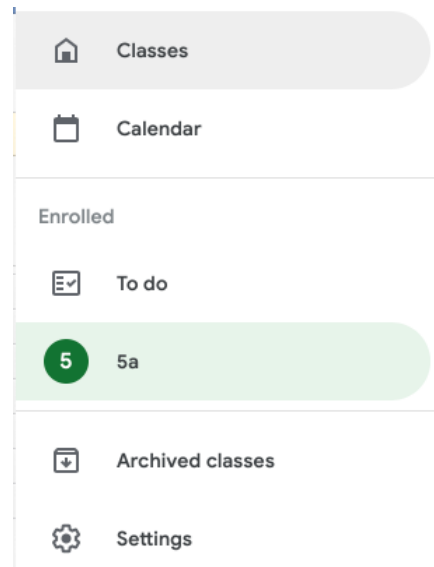 Classes
Calendar
Enrolled
To do
5 5a
Archived classes
Settings